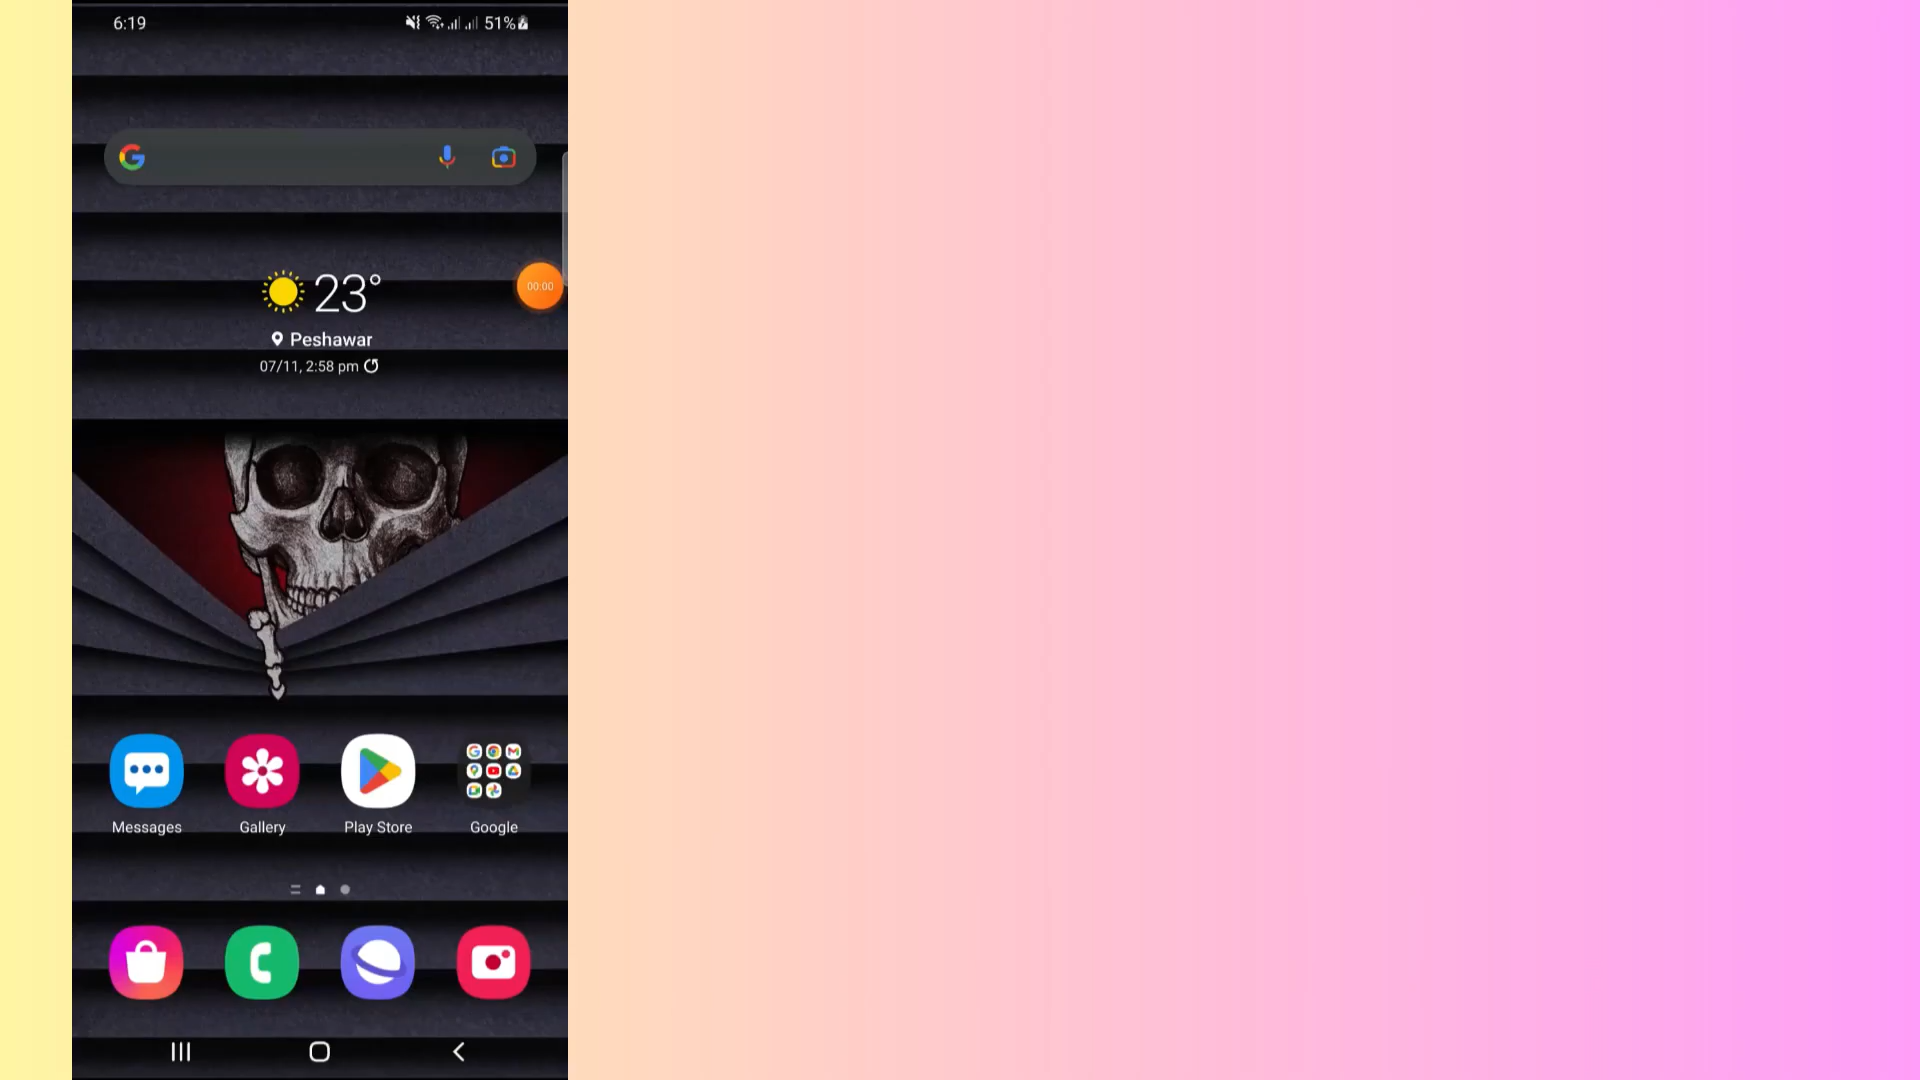 6:19
51%
23°
Peshawar
07/11, 2:58 pm
00:00
Messages
Gallery
Play Store
Google